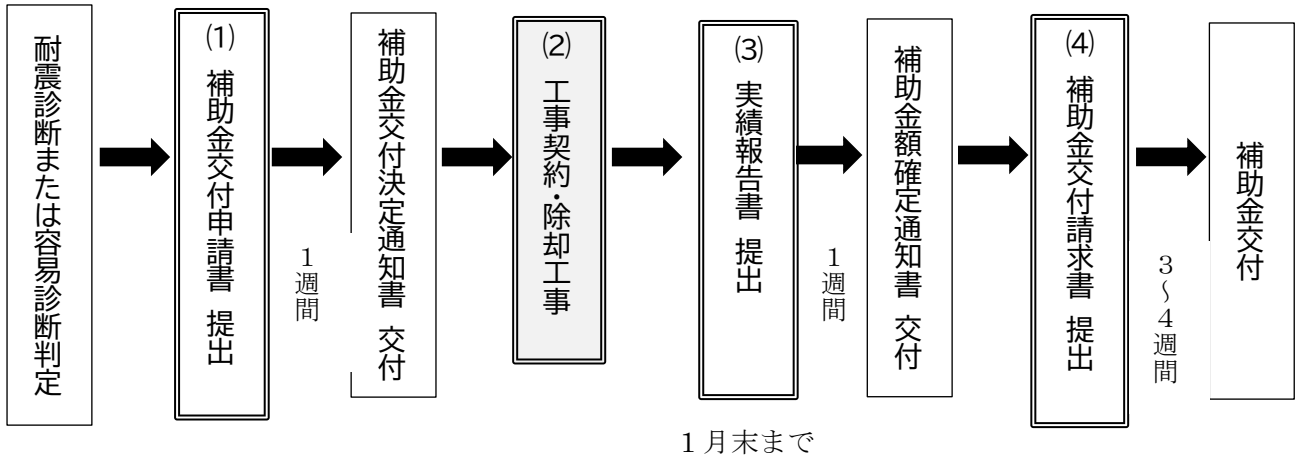 耐震診断または容易診断判定
⑴ 補助金交付申請書 提出
1週間
補助金交付決定通知書 交付
⑵ 工事契約・除却工事
⑶ 実績報告書 提出
1月末まで
1週間
補助金額確定通知書 交付
⑷ 補助金交付請求書 提出
3～4週間
補助金交付